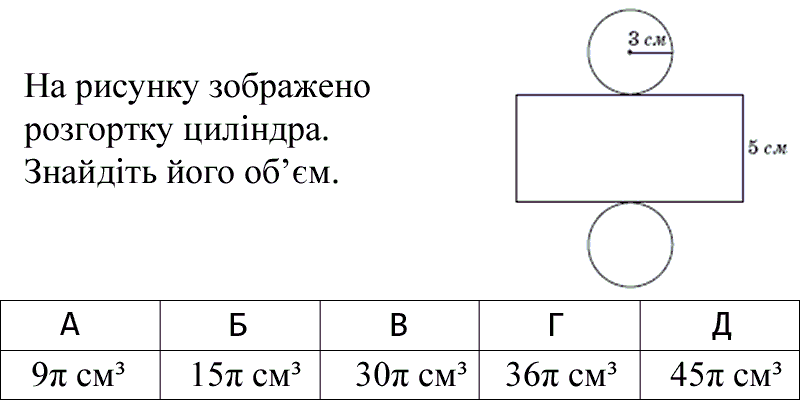 3 см
На рисунку зображено
розгортку циліндра.
Знайдіть його об’єм.
5 см
А Б В Г Д
9π см³ 15π см³ 30π см³ 36π см³ 45π см³